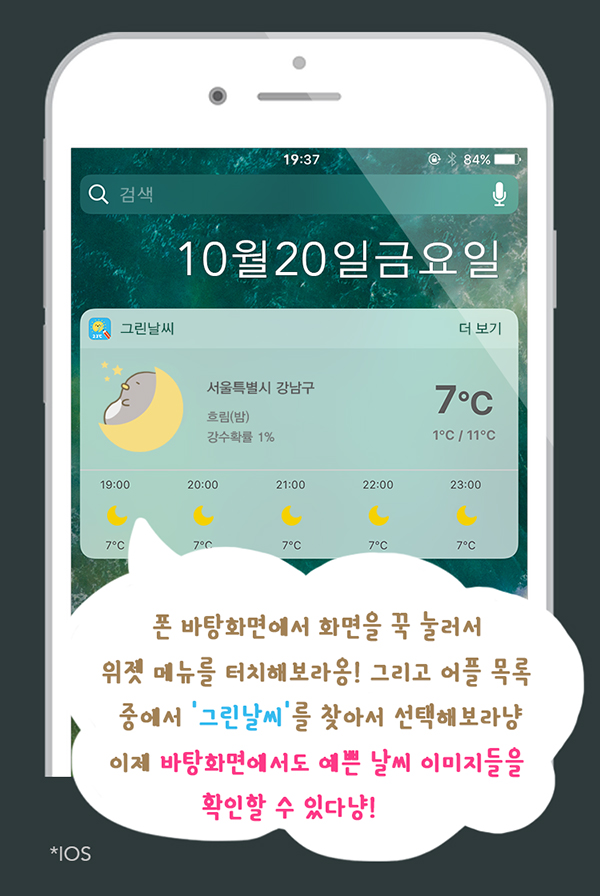 19:37 84%
검색
10월20일금요일
그린날씨 더 보기
서울특별시 강남구
7°C
흐림(밤)
강수확률 1%
1°C / 11°C
19:00 20:00 21:00 22:00 23:00
7°C 7°C 7°C 7°C 7°C
폰 바탕화면에서 화면을 꾹 눌러서
위젯 메뉴를 터치해보라옹! 그리고 어플 목록
중에서 '그린날씨'를 찾아서 선택해보라냥
이제 바탕화면에서도 예쁜 날씨 이미지들을
확인할 수 있다냥!
*IOS